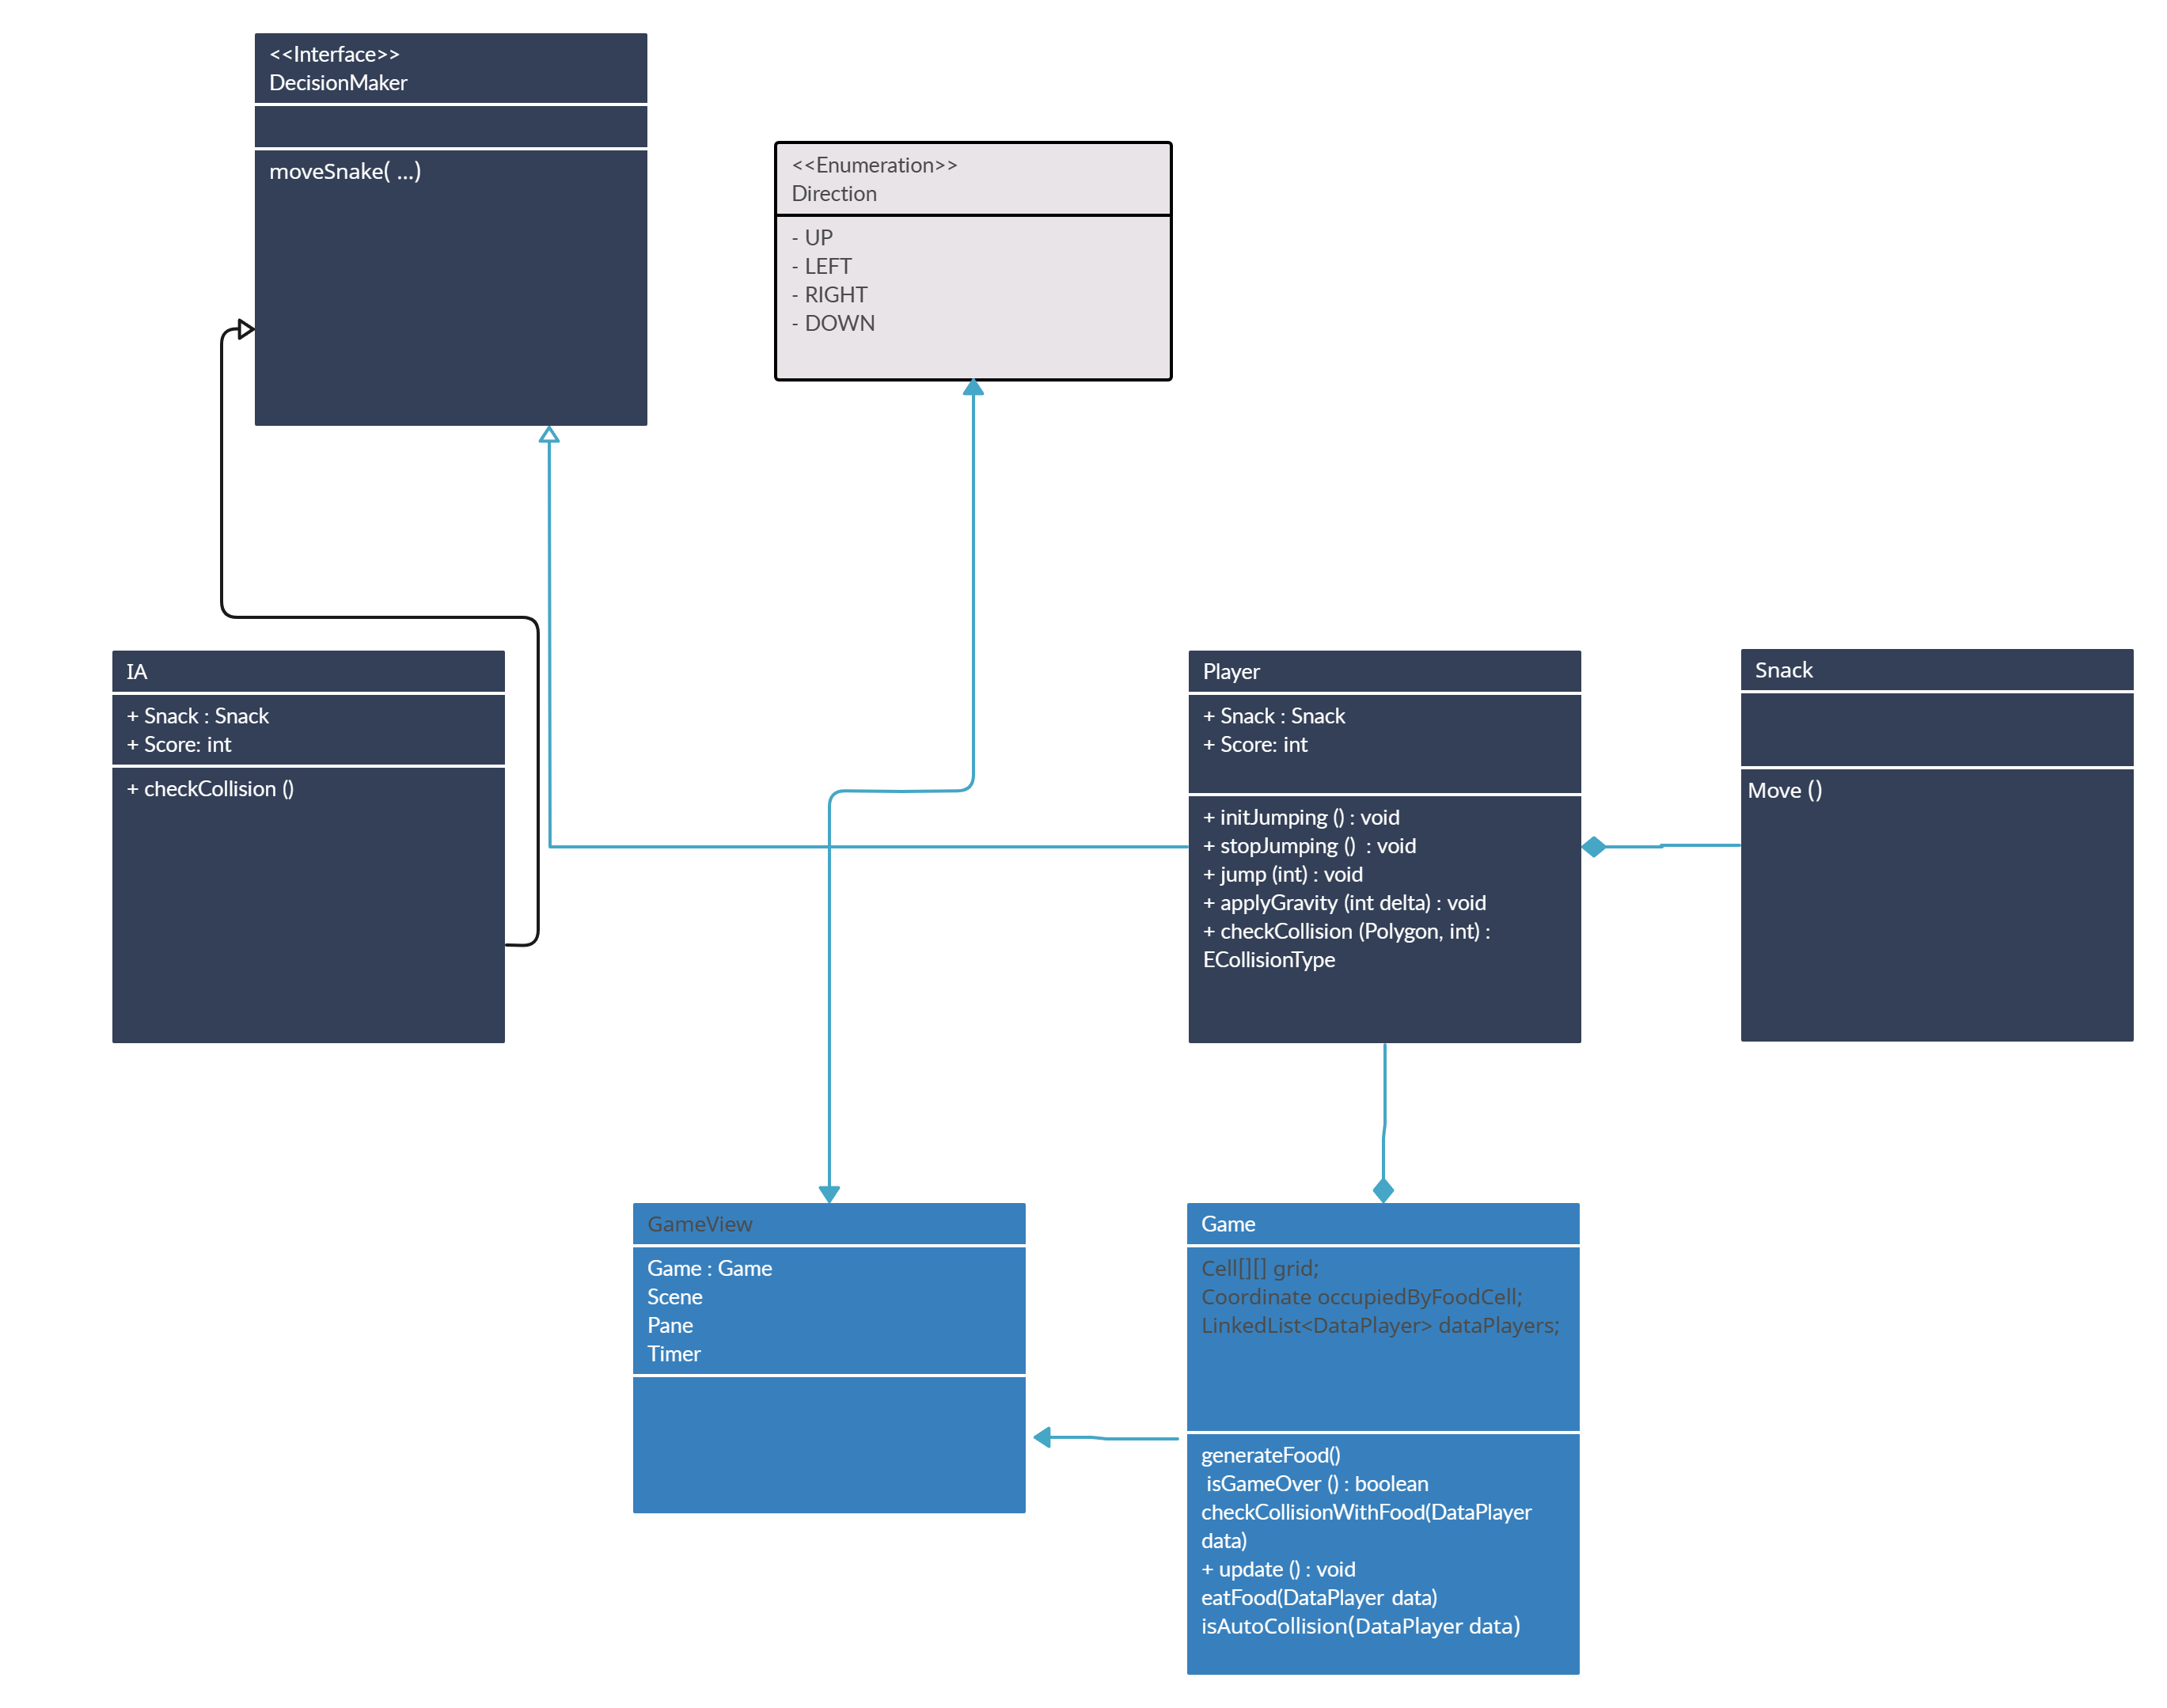 <<Interface>>
DecisionMaker
moveSnake( ...)
<<Enumeration>>
Direction
- UP
- LEFT
- RIGHT
- DOWN
IA
+ Snack : Snack
+ Score: int
+ checkCollision ()
Player
+ Snack : Snack
+ Score: int
+ initJumping () : void
+ stopJumping ()  : void
+ jump (int) : void
+ applyGravity (int delta) : void
+ checkCollision (Polygon, int) :
ECollisionType
Snack
Move ()
GameView
Game : Game
Scene
Pane
Timer
Game
Cell[][] grid;
Coordinate occupiedByFoodCell;
LinkedList<DataPlayer> dataPlayers;
generateFood()
isGameOver () : boolean
checkCollisionWithFood(DataPlayer
data)
+ update () : void
eatFood(DataPlayer data)
isAutoCollision(DataPlayer data)